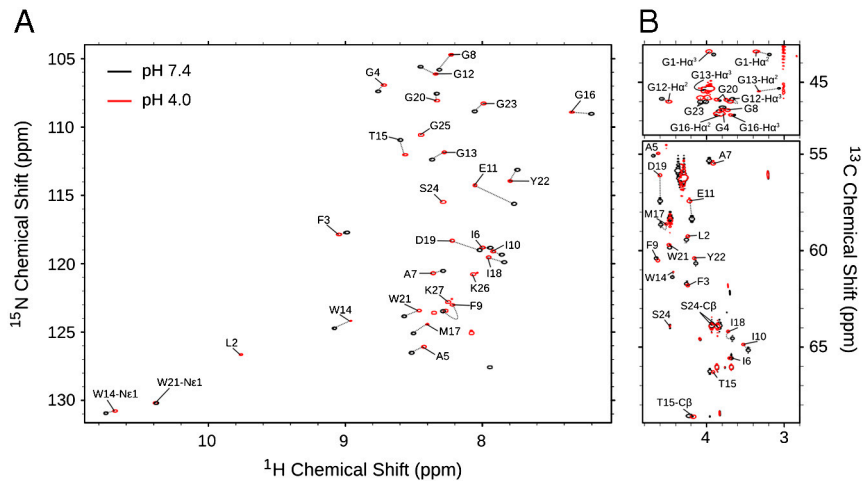 A
B
pH 7.4
pH 4.0
G8
G12
G4
G20
G23
G16
G25
T15
G13
E11
Y22
S24
F3
D19
I6
I10
I18
A7
K26
K27
F9
W21
W14
M17
L2
A5
W21-Nε1
W14-Nε1
105
110
115
120
125
130
10
9
8
¹⁵N Chemical Shift (ppm)
¹H Chemical Shift (ppm)
G1-Hα³
G1-Hα²
G13-Hα³
G13-Hα²
G12-Hα²
G20
G12-Hα³
G23
G8
G16-Hα²
G4
G16-Hα³
A5
A7
D19
E11
M17
L2
F9
W21
Y22
W14
F3
S24-Cβ
S24
I18
I10
I6
T15
T15-Cβ
45
55
60
65
4
3
¹³C Chemical Shift (ppm)